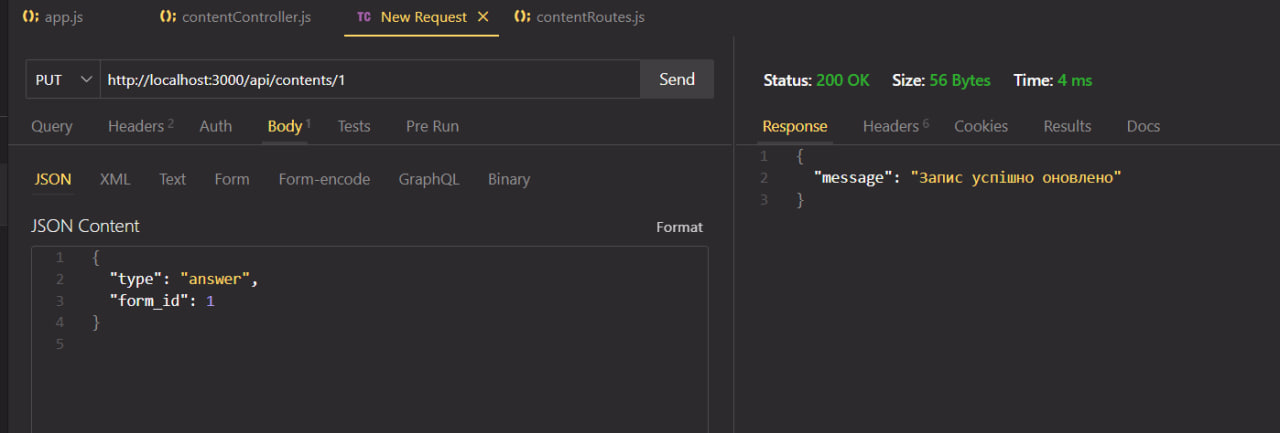 app.js contentController.js TC New Request contentRoutes.js
PUT http://localhost:3000/api/contents/1 Send
Query Headers 2 Auth Body 1 Tests Pre Run
JSON XML Text Form Form-encode GraphQL Binary
JSON Content Format
1 {
2 "type": "answer",
3 "form_id": 1
4 }
5
Status: 200 OK Size: 56 Bytes Time: 4 ms
Response Headers 6 Cookies Results Docs
1 {
2 "message": "Запис успішно оновлено"
3 }